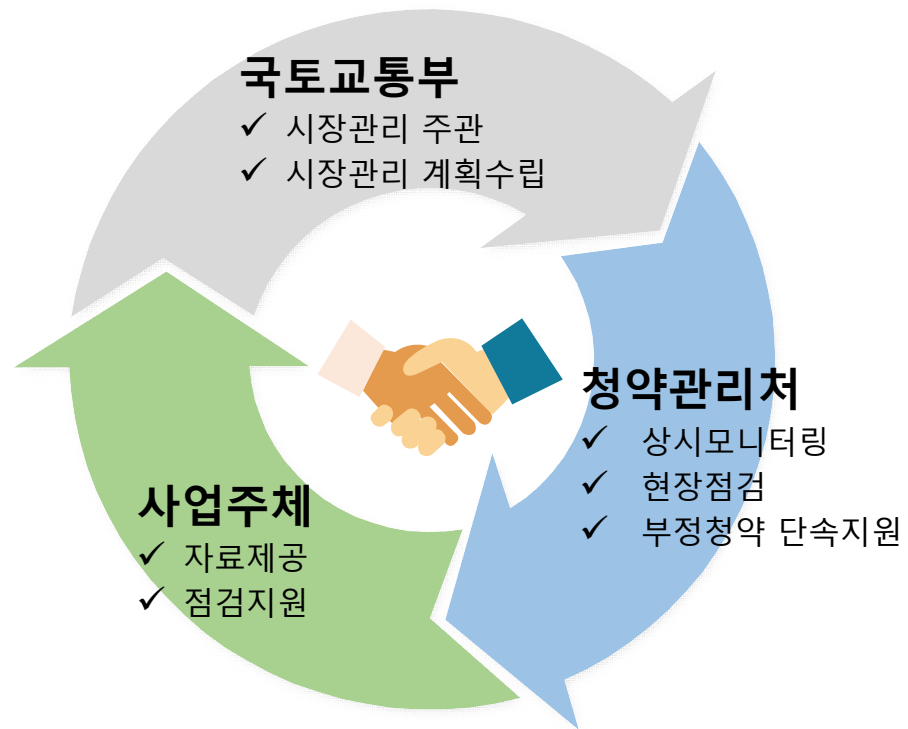 국토교통부
✓ 시장관리 주관
✓ 시장관리 계획수립
청약관리처
✓ 상시모니터링
✓ 현장점검
✓ 부정청약 단속지원
사업주체
✓ 자료제공
✓ 점검지원